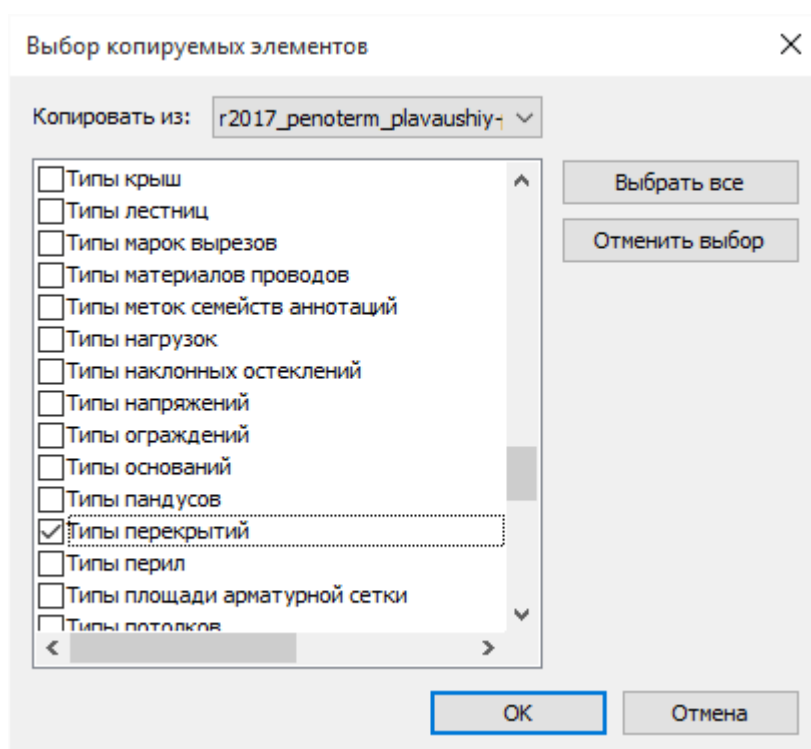 Выбор копируемых элементов
Копировать из: r2017_penoterm_plavaushiy-
Типы крыш
Типы лестниц
Типы марок вырезов
Типы материалов проводов
Типы меток семейств аннотаций
Типы нагрузок
Типы наклонных остеклений
Типы напряжений
Типы ограждений
Типы оснований
Типы пандусов
Типы перекрытий
Типы перил
Типы площади арматурной сетки
Типы потолков
Выбрать все
Отменить выбор
ОК
Отмена